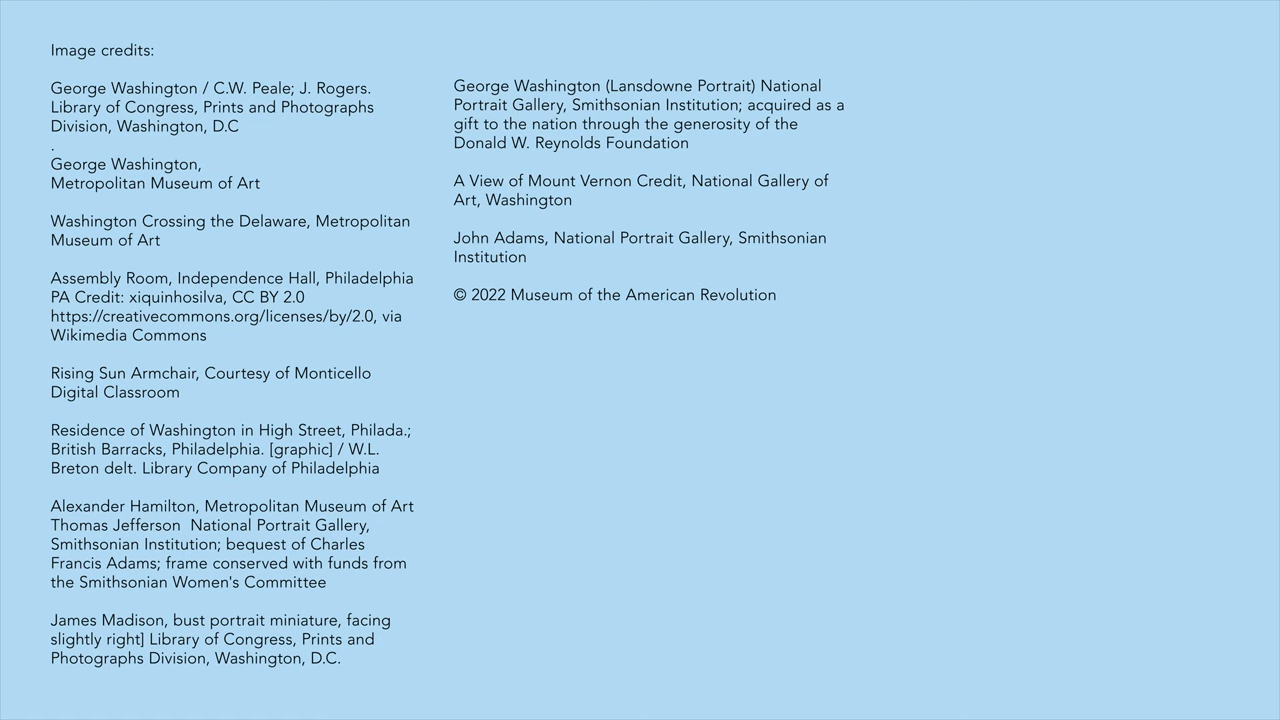 Image credits:
George Washington / C.W. Peale; J. Rogers.
Library of Congress, Prints and Photographs
Division, Washington, D.C
.
George Washington,
Metropolitan Museum of Art
Washington Crossing the Delaware, Metropolitan
Museum of Art
Assembly Room, Independence Hall, Philadelphia
PA Credit: xiquinhosilva, CC BY 2.0
https://creativecommons.org/licenses/by/2.0, via
Wikimedia Commons
Rising Sun Armchair, Courtesy of Monticello
Digital Classroom
Residence of Washington in High Street, Philada.;
British Barracks, Philadelphia. [graphic] / W.L.
Breton delt. Library Company of Philadelphia
Alexander Hamilton, Metropolitan Museum of Art
Thomas Jefferson  National Portrait Gallery,
Smithsonian Institution; bequest of Charles
Francis Adams; frame conserved with funds from
the Smithsonian Women's Committee
James Madison, bust portrait miniature, facing
slightly right] Library of Congress, Prints and
Photographs Division, Washington, D.C.
George Washington (Lansdowne Portrait) National
Portrait Gallery, Smithsonian Institution; acquired as a
gift to the nation through the generosity of the
Donald W. Reynolds Foundation
A View of Mount Vernon Credit, National Gallery of
Art, Washington
John Adams, National Portrait Gallery, Smithsonian
Institution
© 2022 Museum of the American Revolution